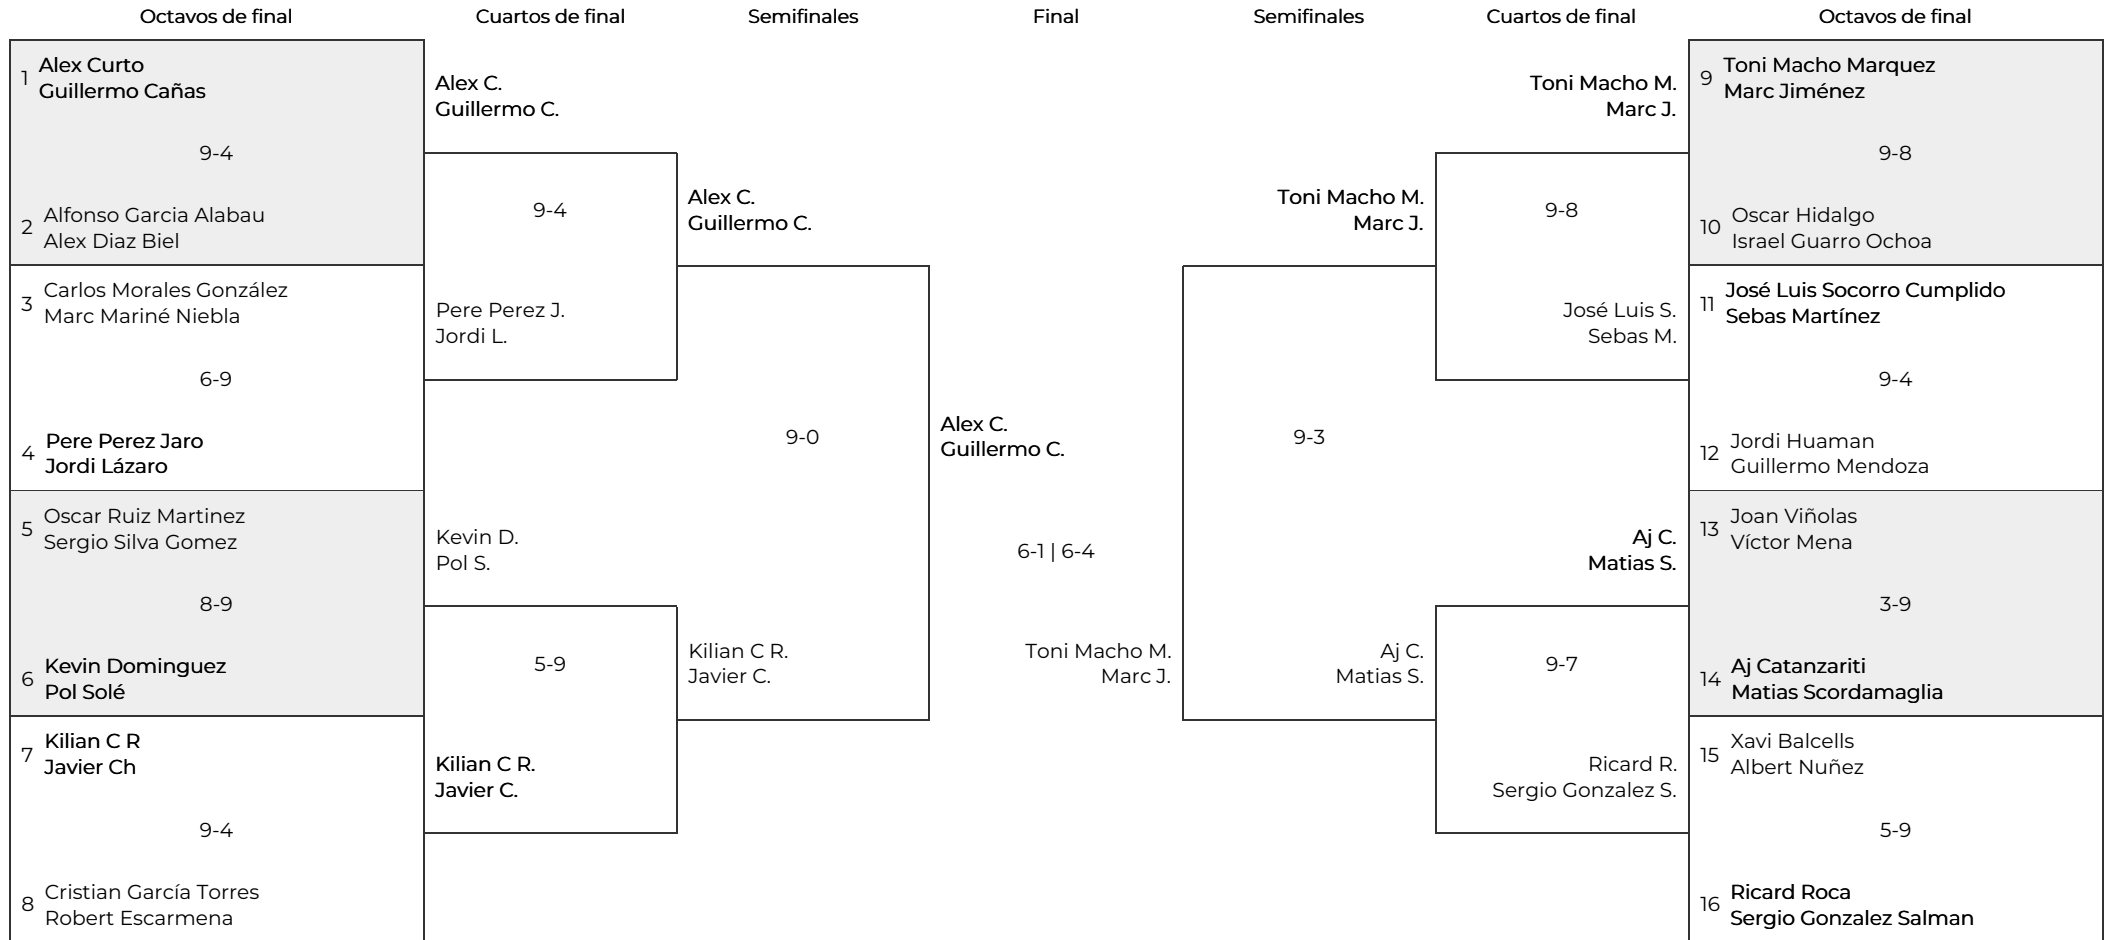 Octavos de final
Cuartos de final
Semifinales
Final
Semifinales
Cuartos de final
Octavos de final
1
Alex Curto
Guillermo Cañas
9-4
2
Alfonso Garcia Alabau
Alex Diaz Biel
3
Carlos Morales González
Marc Mariné Niebla
6-9
4
Pere Perez Jaro
Jordi Lázaro
5
Oscar Ruiz Martinez
Sergio Silva Gomez
8-9
6
Kevin Dominguez
Pol Solé
7
Kilian C R
Javier Ch
9-4
8
Cristian García Torres
Robert Escarmena
Alex C.
Guillermo C.
9-4
Pere Perez J.
Jordi L.
Kevin D.
Pol S.
5-9
Kilian C R.
Javier C.
Alex C.
Guillermo C.
9-0
Kilian C R.
Javier C.
Alex C.
Guillermo C.
6-1 | 6-4
Toni Macho M.
Marc J.
Toni Macho M.
Marc J.
9-3
Aj C.
Matias S.
Toni Macho M.
Marc J.
9-8
José Luis S.
Sebas M.
Aj C.
Matias S.
9-7
Ricard R.
Sergio Gonzalez S.
9
Toni Macho Marquez
Marc Jiménez
9-8
10
Oscar Hidalgo
Israel Guarro Ochoa
11
José Luis Socorro Cumplido
Sebas Martínez
9-4
12
Jordi Huaman
Guillermo Mendoza
13
Joan Viñolas
Víctor Mena
3-9
14
Aj Catanzariti
Matias Scordamaglia
15
Xavi Balcells
Albert Nuñez
5-9
16
Ricard Roca
Sergio Gonzalez Salman